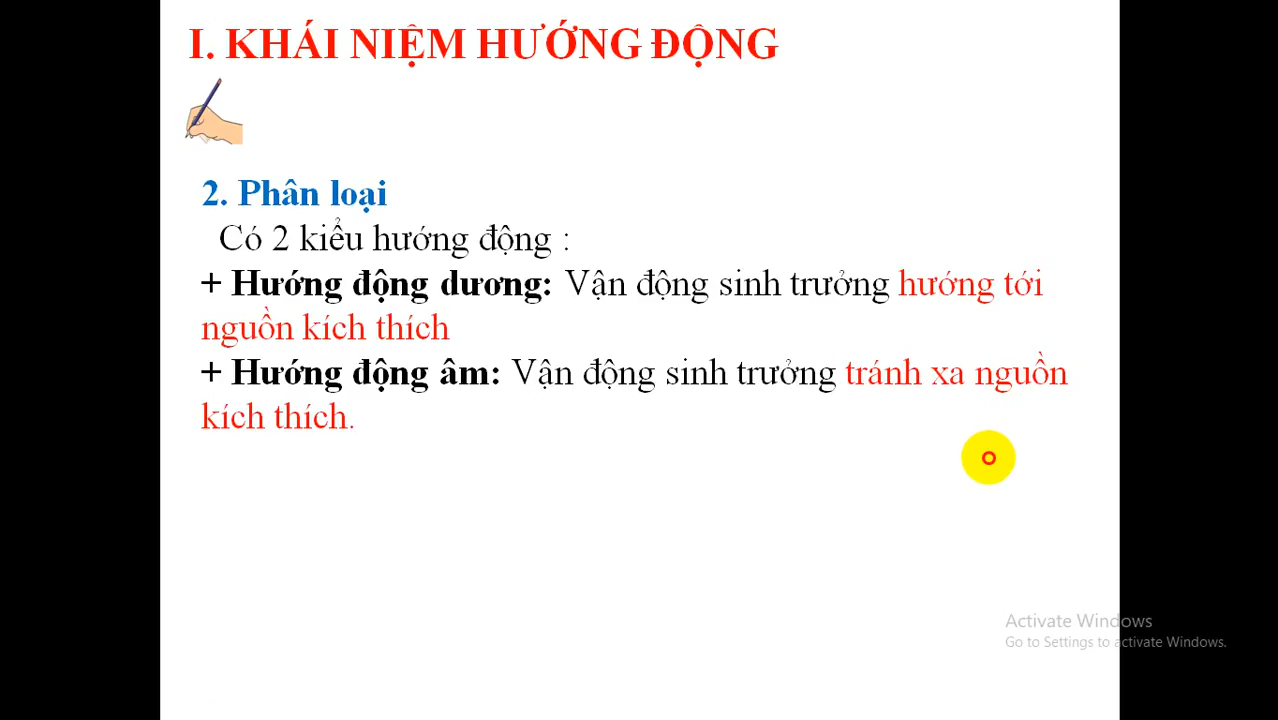 I. KHÁI NIỆM HƯỚNG ĐỘNG
2. Phân loại
Có 2 kiểu hướng động :
+ Hướng động dương: Vận động sinh trưởng hướng tới
nguồn kích thích
+ Hướng động âm: Vận động sinh trưởng tránh xa nguồn
kích thích.
Activate Windows
Go to Settings to activate Windows.